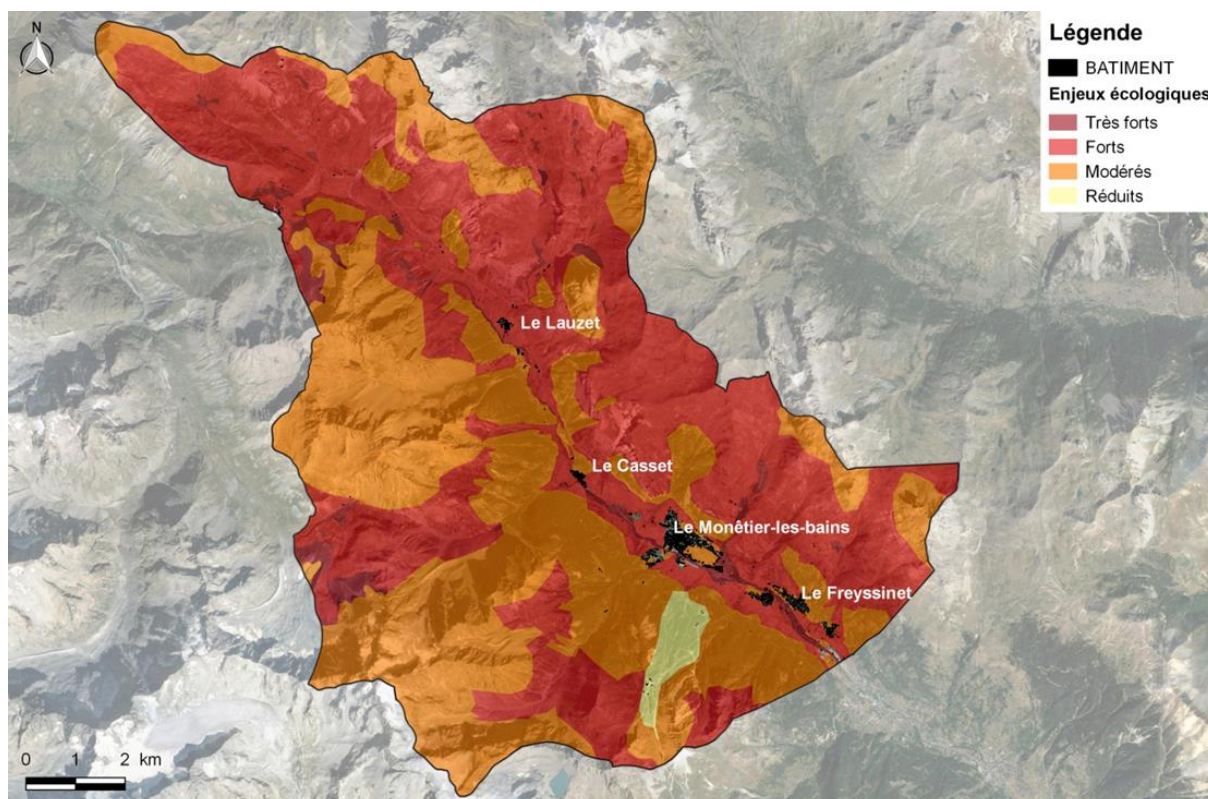 N
Légende
BATIMENT
Enjeux écologiques
Très forts
Forts
Modérés
Réduits
Le Lauzet
Le Casset
Le Monêtier-les-bains
Le Freyssinet
0 1 2 km